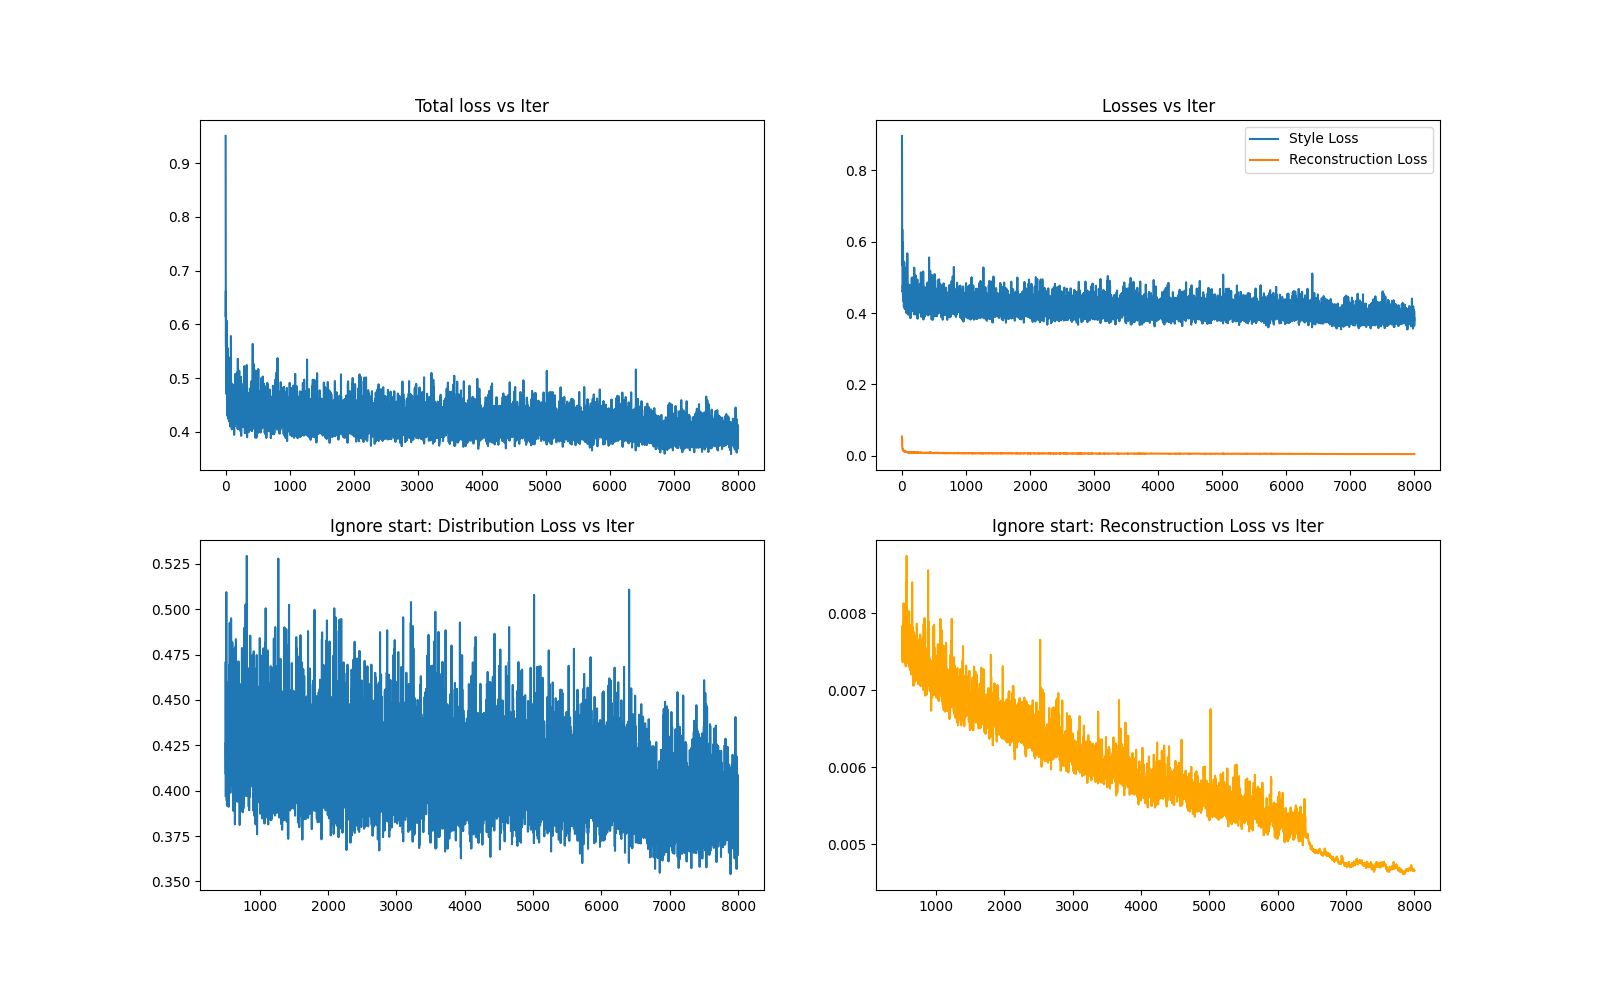 Total loss vs Iter
0.9
0.8
0.7
0.6
0.5
0.4
0 1000 2000 3000 4000 5000 6000 7000 8000
Losses vs Iter
Style Loss
Reconstruction Loss
0.8
0.6
0.4
0.2
0.0
0 1000 2000 3000 4000 5000 6000 7000 8000
Ignore start: Distribution Loss vs Iter
0.525
0.500
0.475
0.450
0.425
0.400
0.375
0.350
1000 2000 3000 4000 5000 6000 7000 8000
Ignore start: Reconstruction Loss vs Iter
0.008
0.007
0.006
0.005
1000 2000 3000 4000 5000 6000 7000 8000